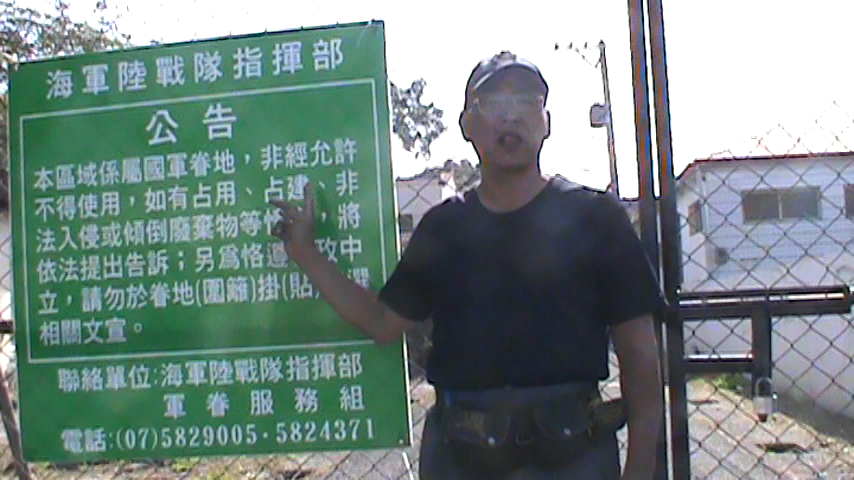 海軍陸戰隊指揮部
公告
本區域係屬國軍眷地，非經允許
不得使用，如有占用、占建、非
法入侵或傾倒廢棄物等情，將
依法提出告訴；另為恪遵政中
立，請勿於眷地(圍籬)掛(貼)選
相關文宣。
聯絡單位:海軍陸戰隊指揮部
軍眷服務組
電話:(07)5829005·5824371